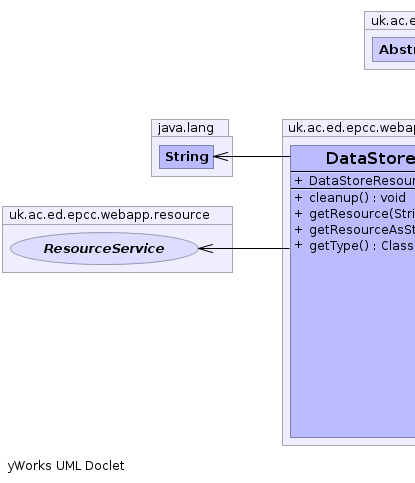 uk.ac.e
Abstr
java.lang
String
uk.ac.ed.epcc.webap
DataStore
+ DataStoreResour
+ cleanup() : void
+ getResource(Stri
+ getResourceAsSt
+ getType() : Class
uk.ac.ed.epcc.webapp.resource
ResourceService
yWorks UML Doclet